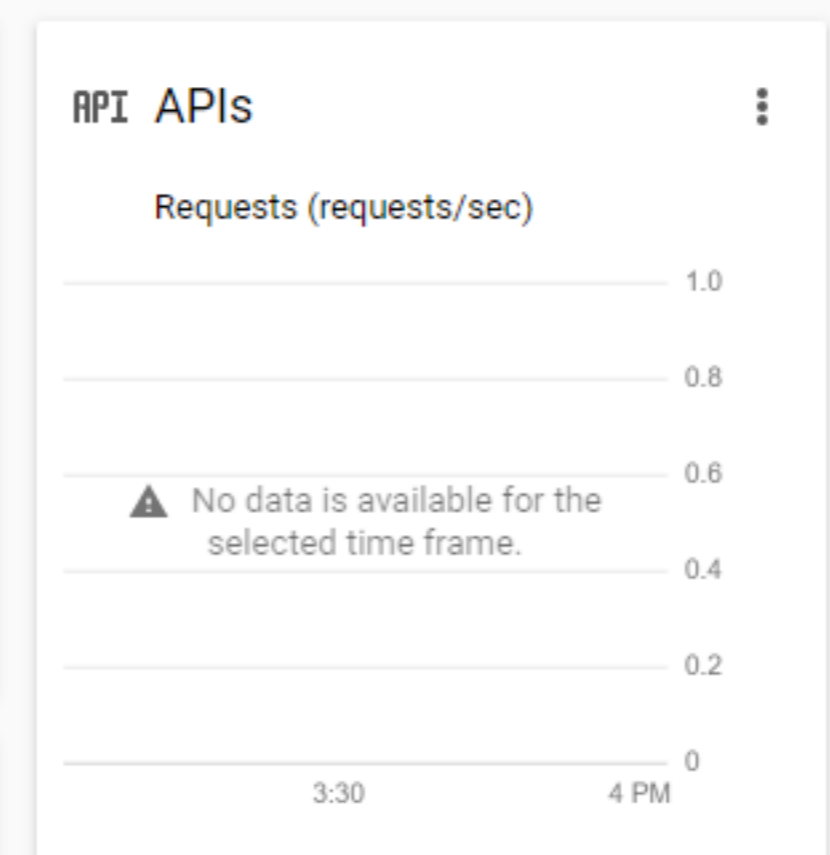 API APIs
Requests (requests/sec)
1.0
0.8
0.6
No data is available for the
selected time frame.
0.4
0.2
0
3:30 4 PM